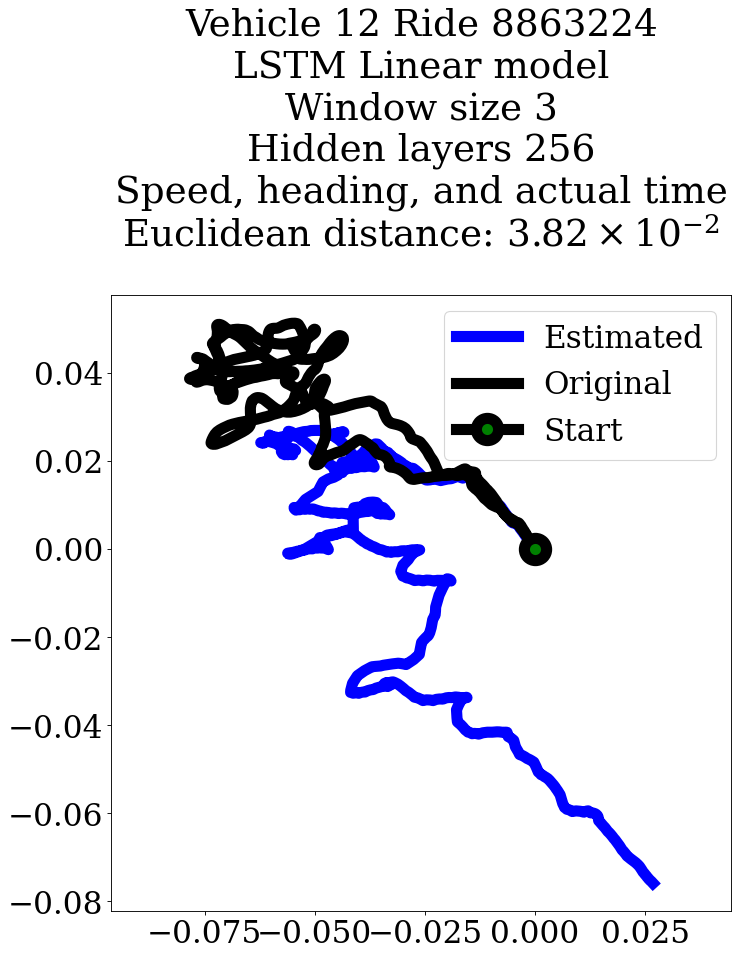 Vehicle 12 Ride 8863224
LSTM Linear model
Window size 3
Hidden layers 256
Speed, heading, and actual time
Euclidean distance: 3.82 × 10⁻²
Estimated
Original
Start
0.04
0.02
0.00
−0.02
−0.04
−0.06
−0.08
−0.075 −0.050 −0.025 0.000 0.025